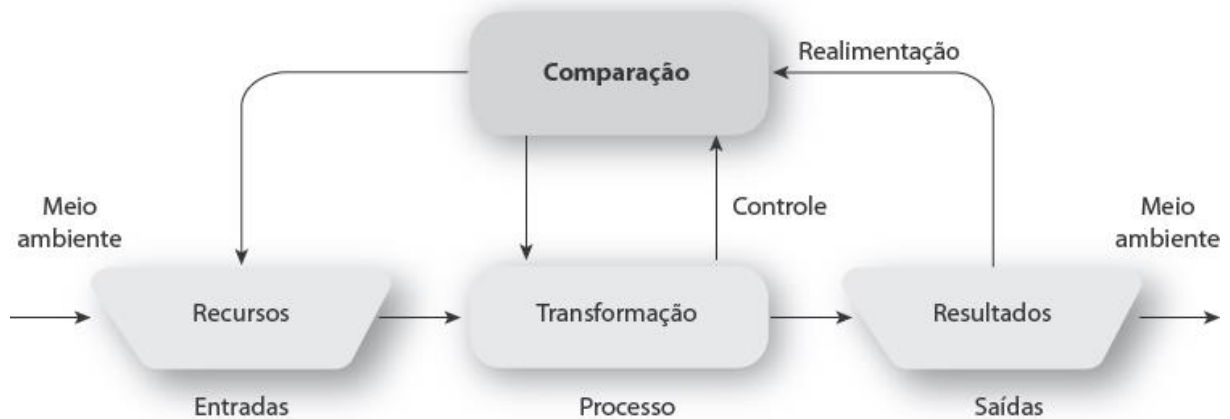 Realimentação
Comparação
Meio
ambiente
Controle
Meio
ambiente
Recursos
Transformação
Resultados
Entradas
Processo
Saídas